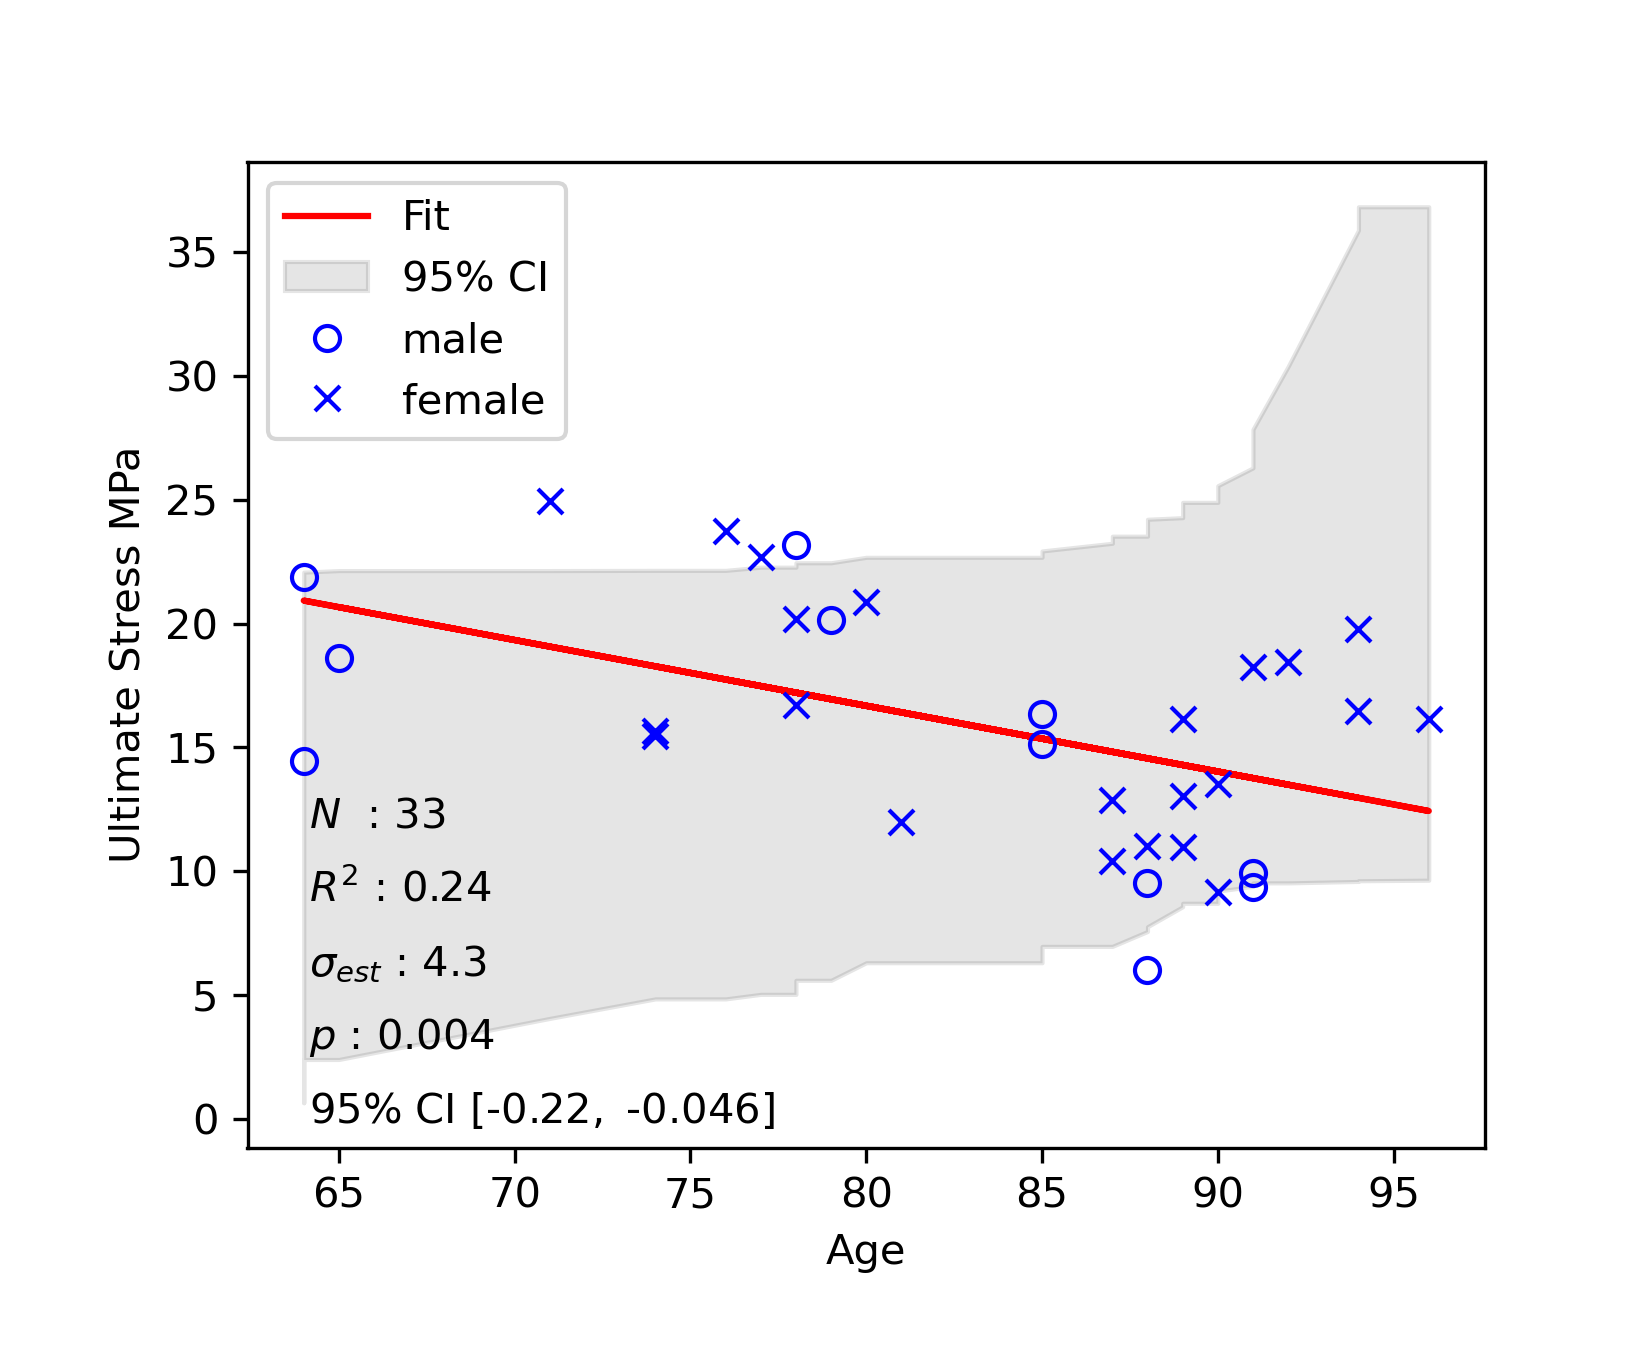 Fit
95% CI
male
female
35
30
25
20
15
10
5
0
Ultimate Stress MPa
N : 33
R² : 0.24
σest : 4.3
p : 0.004
95% CI [-0.22, -0.046]
65 70 75 80 85 90 95
Age